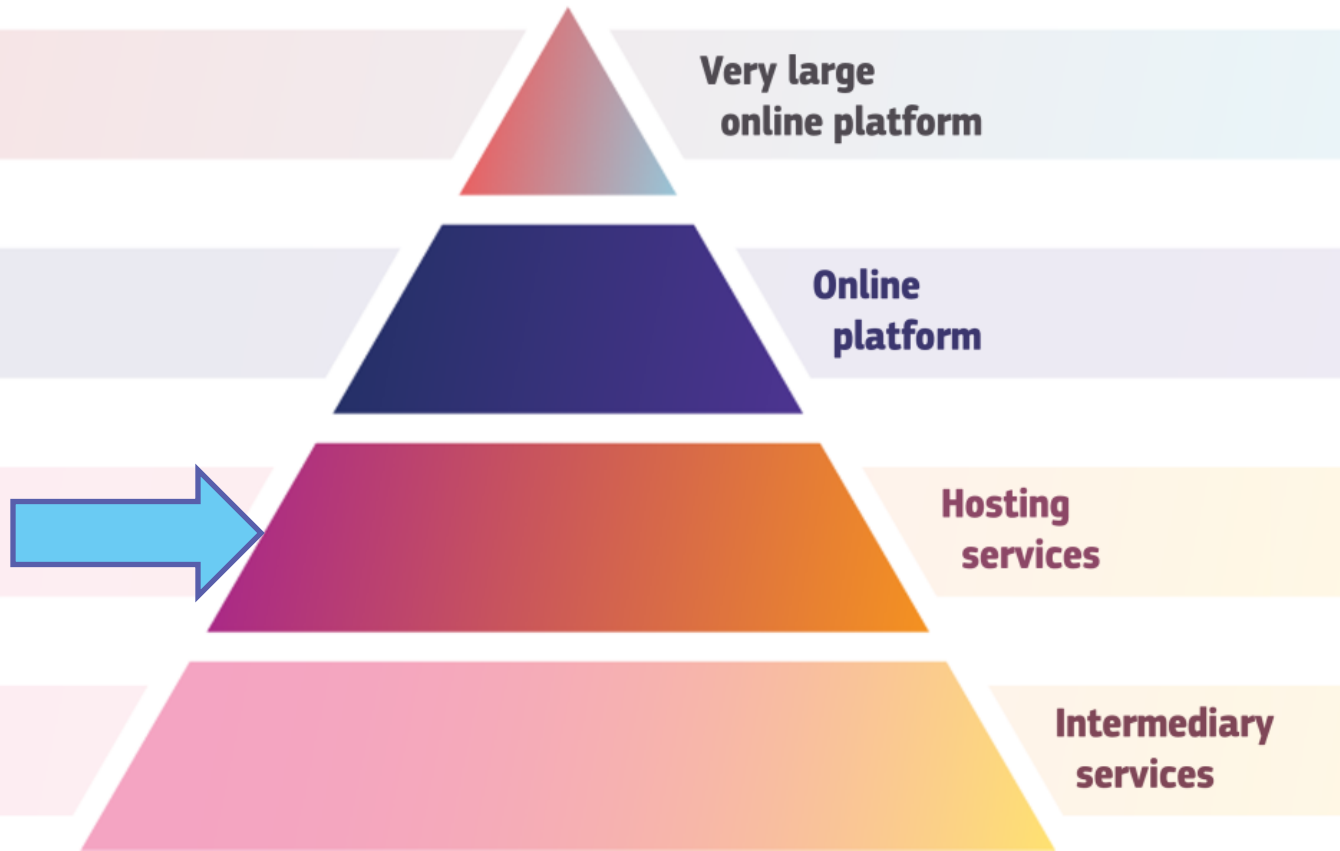 Very large
online platform
Online
platform
Hosting
services
Intermediary
services